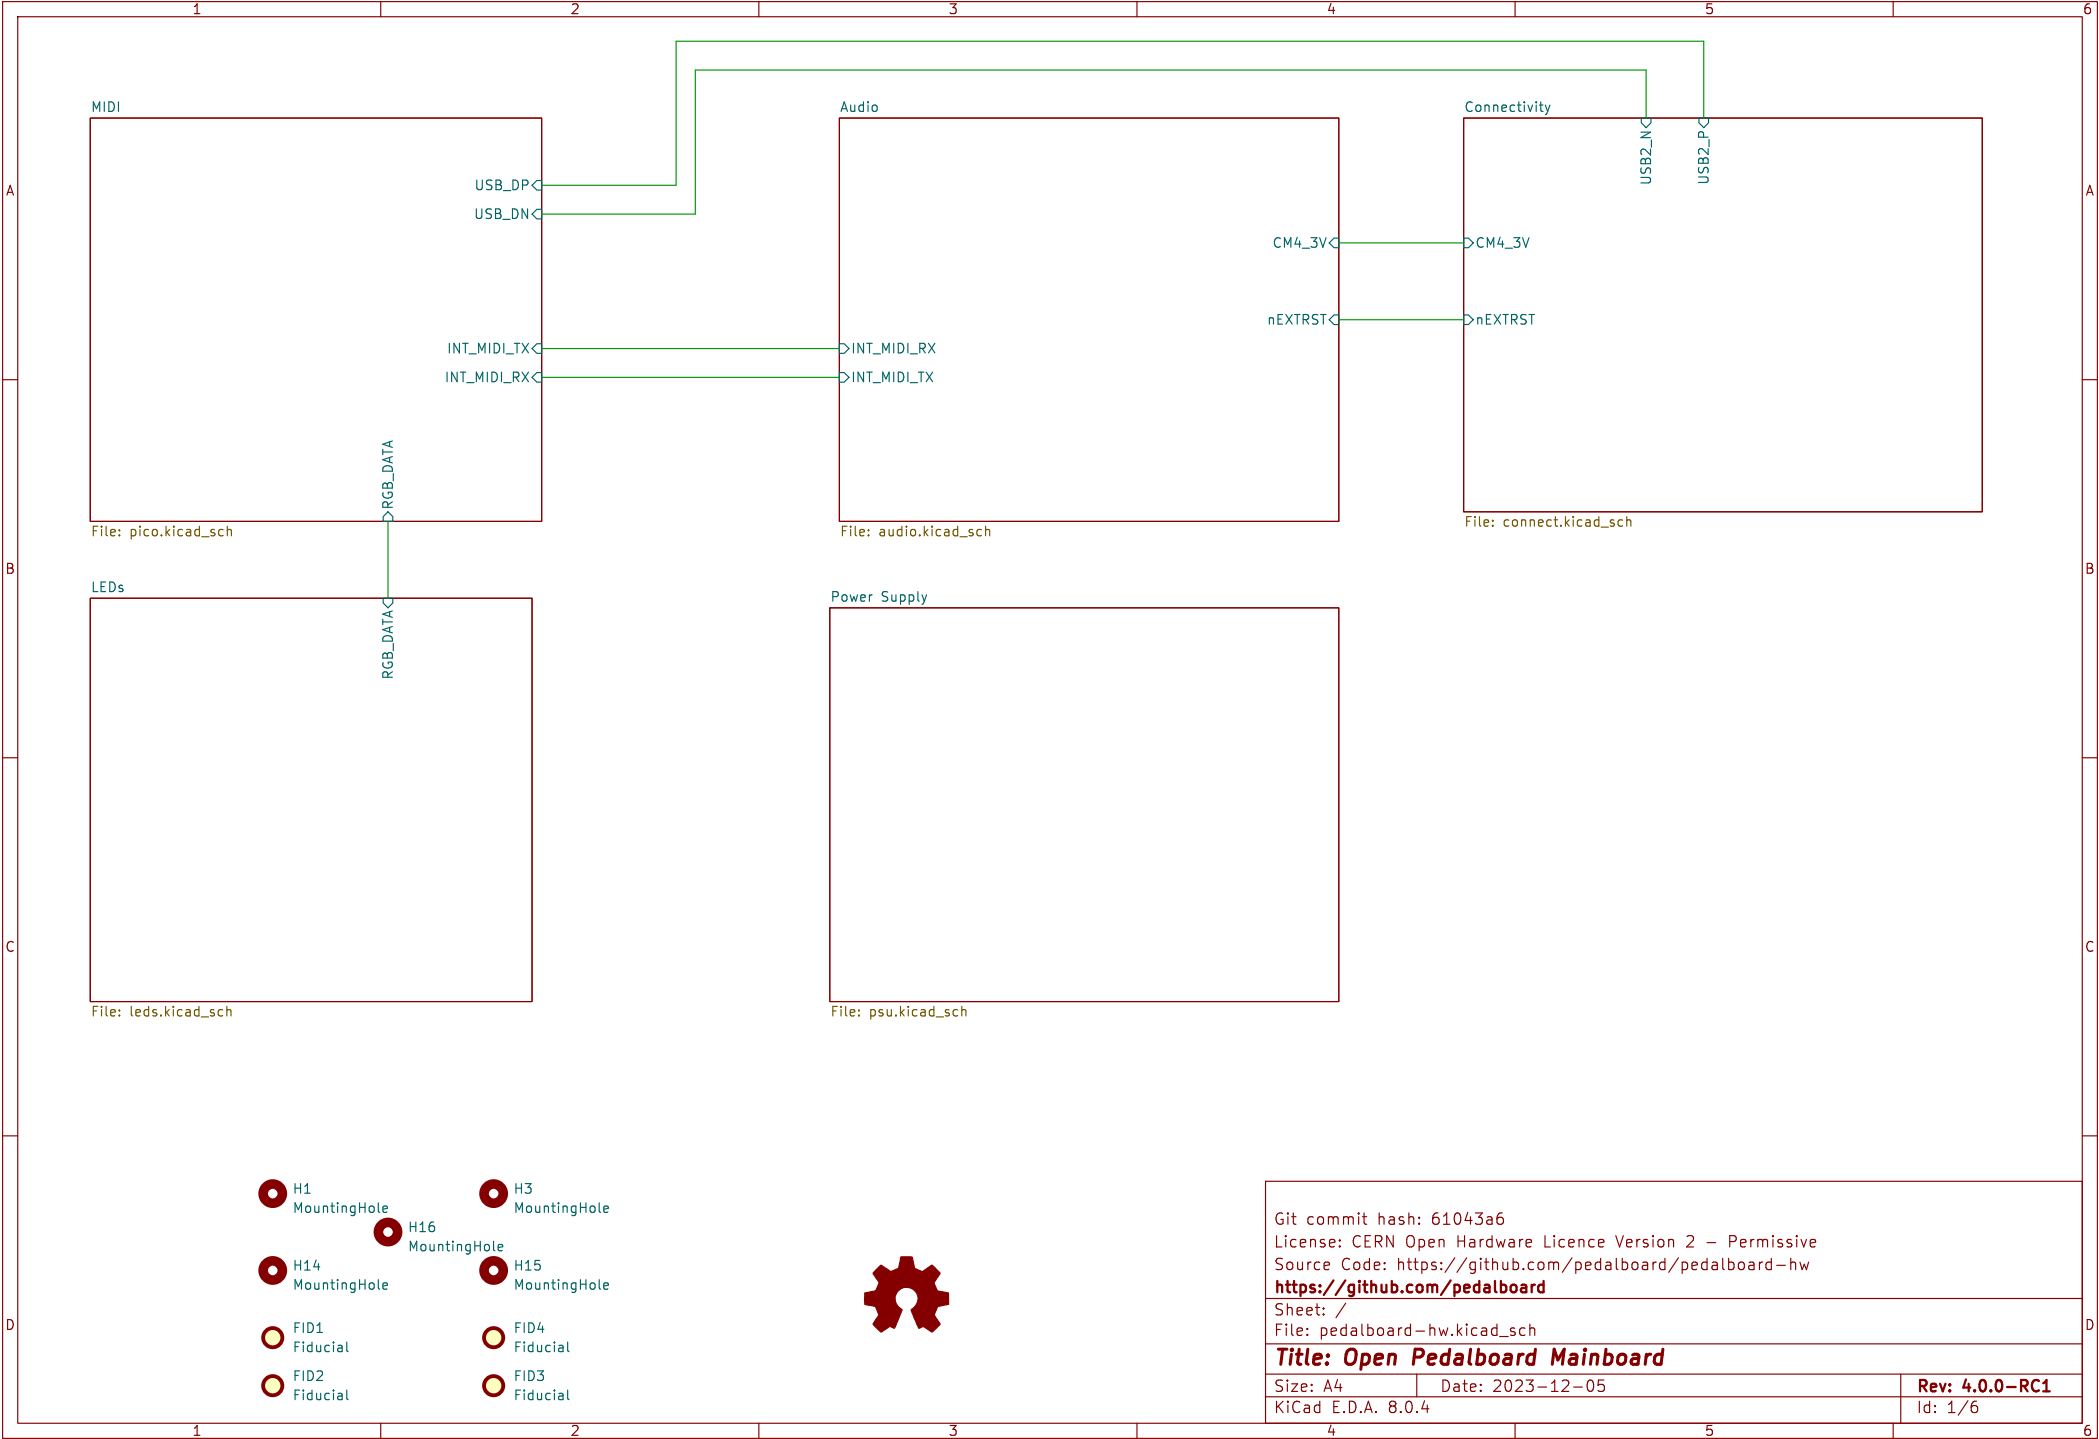 1 2 3 4 5 6
MIDI
Audio
Connectivity
USB2_N
USB2_P
A
A
USB_DP
USB_DN
CM4_3V
CM4_3V
nEXTRST
nEXTRST
INT_MIDI_TX
INT_MIDI_RX
INT_MIDI_RX
INT_MIDI_TX
RGB_DATA
File: pico.kicad_sch
File: audio.kicad_sch
File: connect.kicad_sch
B
B
LEDs
Power Supply
RGB_DATA
C
C
File: leds.kicad_sch
File: psu.kicad_sch
H1
MountingHole
H3
MountingHole
H16
MountingHole
H14
MountingHole
H15
MountingHole
FID1
Fiducial
FID4
Fiducial
FID2
Fiducial
FID3
Fiducial
D
D
Git commit hash: 61043a6
License: CERN Open Hardware Licence Version 2 - Permissive
Source Code: https://github.com/pedalboard/pedalboard-hw
https://github.com/pedalboard
Sheet: /
File: pedalboard-hw.kicad_sch
Title: Open Pedalboard Mainboard
Size: A4 Date: 2023-12-05 Rev: 4.0.0-RC1
KiCad E.D.A. 8.0.4 Id: 1/6
1 2 3 4 5 6